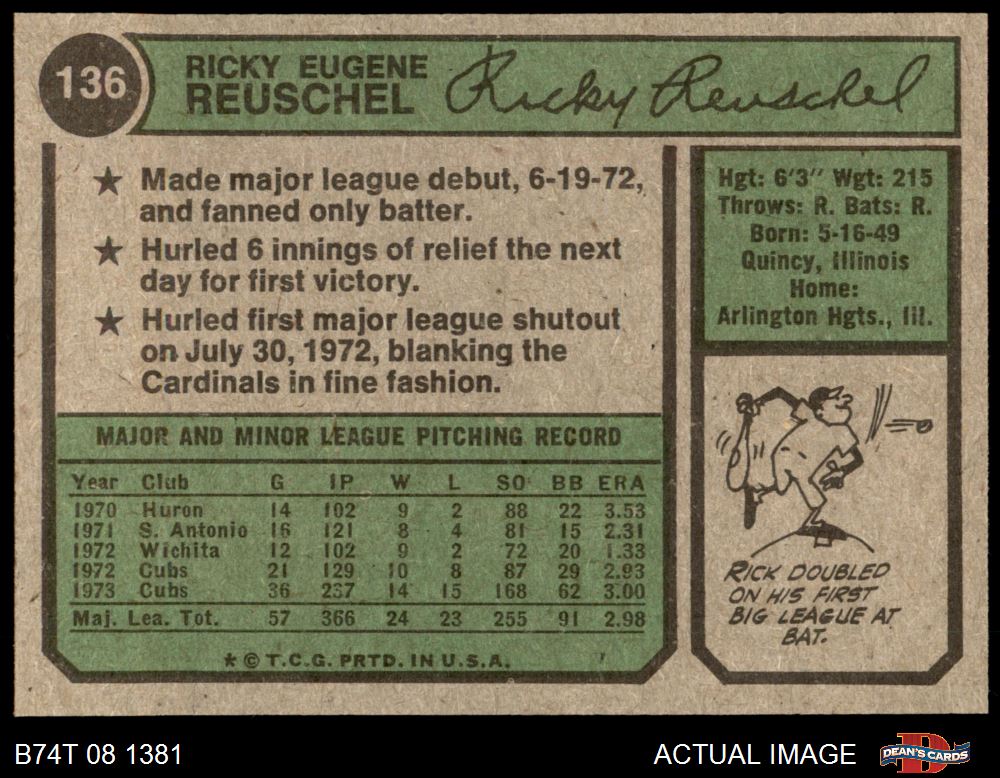 136
RICKY EUGENE
REUSCHEL
Ricky Reuschel
★ Made major league debut, 6-19-72,
and fanned only batter.
★ Hurled 6 innings of relief the next
day for first victory.
★ Hurled first major league shutout
on July 30, 1972, blanking the
Cardinals in fine fashion.
MAJOR AND MINOR LEAGUE PITCHING RECORD
Year Club G IP W L SO BB ERA
1970 Huron 14 102 9 2 88 22 3.53
1971 S. Antonio 16 121 8 4 81 15 2.31
1972 Wichita 12 102 9 2 72 20 1.33
1972 Cubs 21 129 10 8 87 29 2.93
1973 Cubs 36 237 14 15 168 62 3.00
Maj. Lea. Tot. 57 366 24 23 255 91 2.98
* © T.C.G. PRTD. IN U.S.A.
Hgt: 6'3" Wgt: 215
Throws: R. Bats: R.
Born: 5-16-49
Quincy, Illinois
Home:
Arlington Hgts., Ill.
RICK DOUBLED
ON HIS FIRST
BIG LEAGUE AT
BAT.
B74T 08 1381
ACTUAL IMAGE
D
DEAN'S CARDS